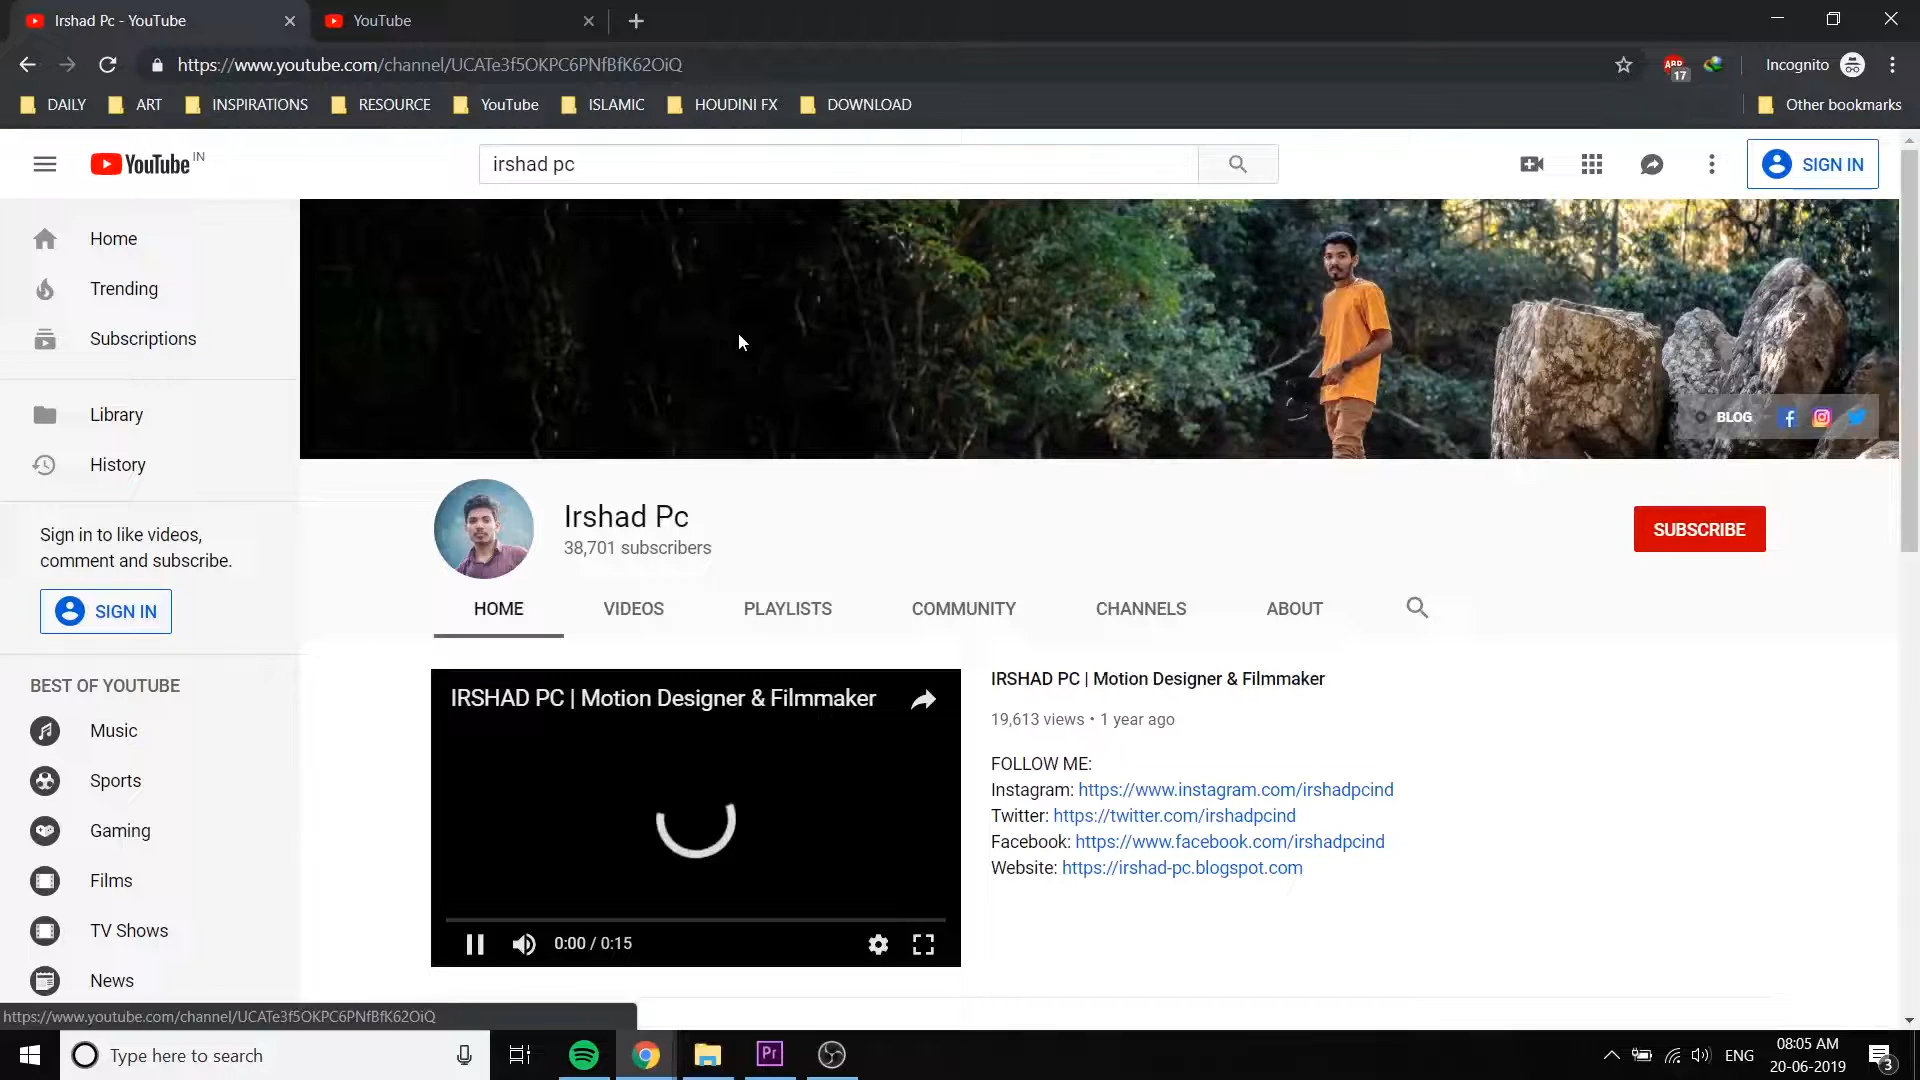 Irshad Pc - YouTube
YouTube
https://www.youtube.com/channel/UCATe3f5OKPC6PNfBfK62OiQ
ABP
17
Incognito
DAILY
ART
INSPIRATIONS
RESOURCE
YouTube
ISLAMIC
HOUDINI FX
DOWNLOAD
Other bookmarks
YouTube IN
irshad pc
SIGN IN
Home
Trending
Subscriptions
Library
History
Sign in to like videos,
comment and subscribe.
SIGN IN
BEST OF YOUTUBE
Music
Sports
Gaming
Films
TV Shows
News
BLOG
Irshad Pc
38,701 subscribers
SUBSCRIBE
HOME
VIDEOS
PLAYLISTS
COMMUNITY
CHANNELS
ABOUT
IRSHAD PC | Motion Designer & Filmmaker
0:00 / 0:15
IRSHAD PC | Motion Designer & Filmmaker
19,613 views • 1 year ago
FOLLOW ME:
Instagram: https://www.instagram.com/irshadpcind
Twitter: https://twitter.com/irshadpcind
Facebook: https://www.facebook.com/irshadpcind
Website: https://irshad-pc.blogspot.com
https://www.youtube.com/channel/UCATe3f5OKPC6PNfBfK62OiQ
Type here to search
Pr
ENG
08:05 AM
20-06-2019
3